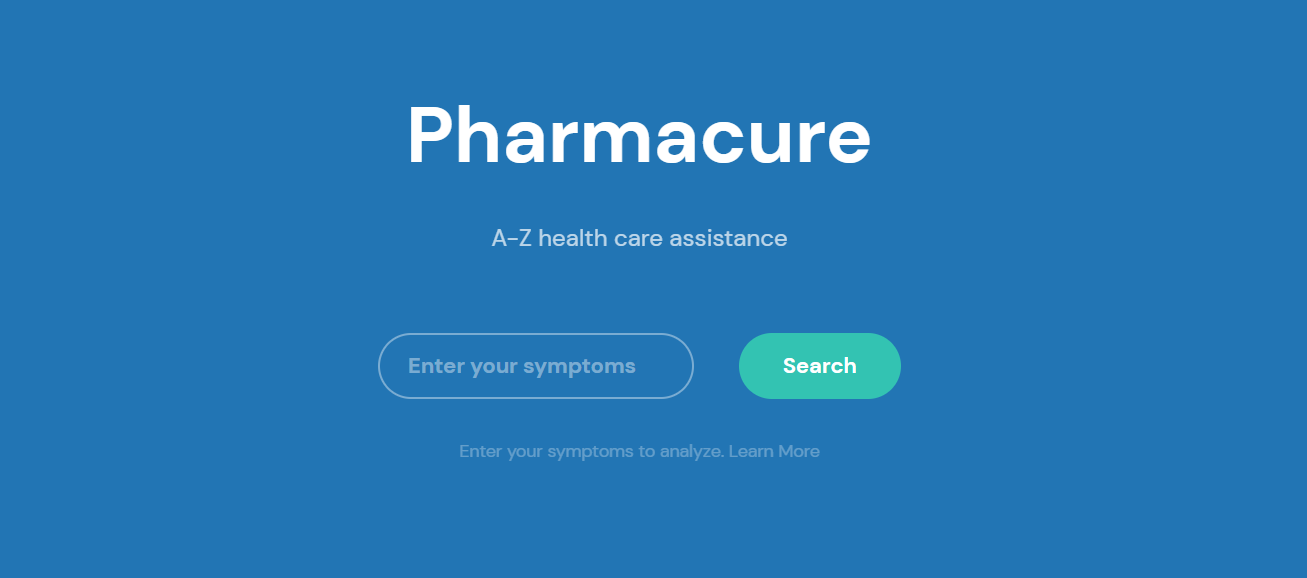 Pharmacure
A-Z health care assistance
Enter your symptoms
Search
Enter your symptoms to analyze. Learn More